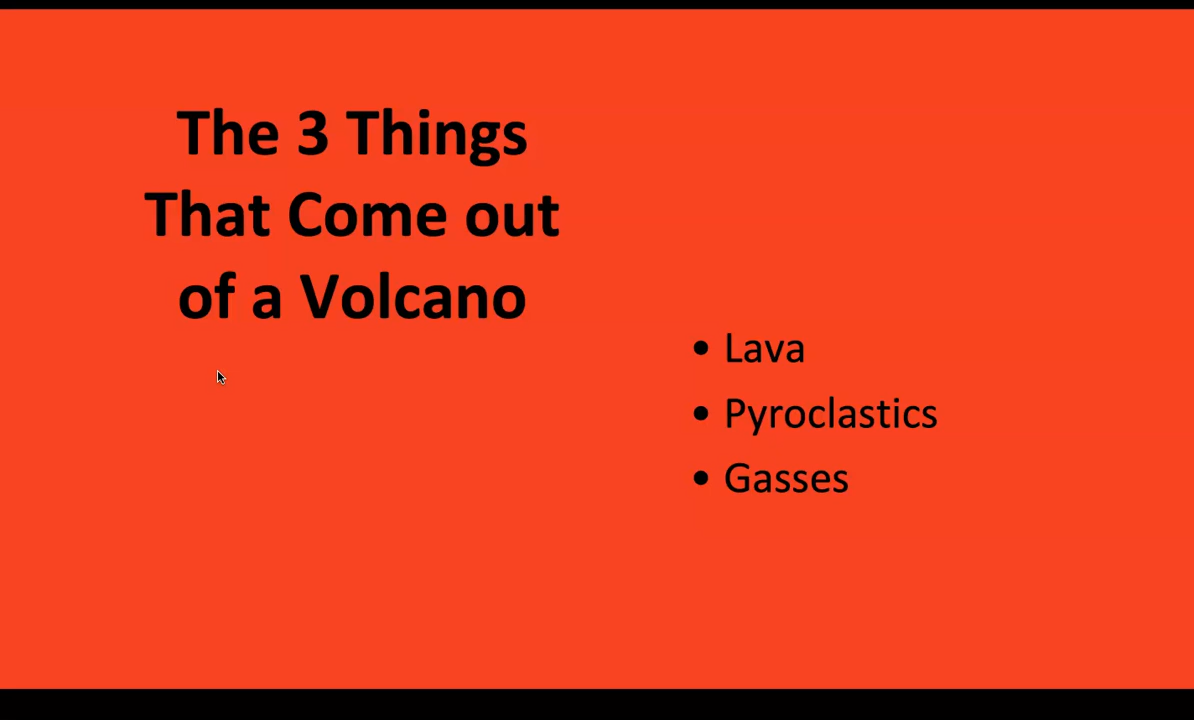 The 3 Things
That Come out
of a Volcano
• Lava
• Pyroclastics
• Gasses